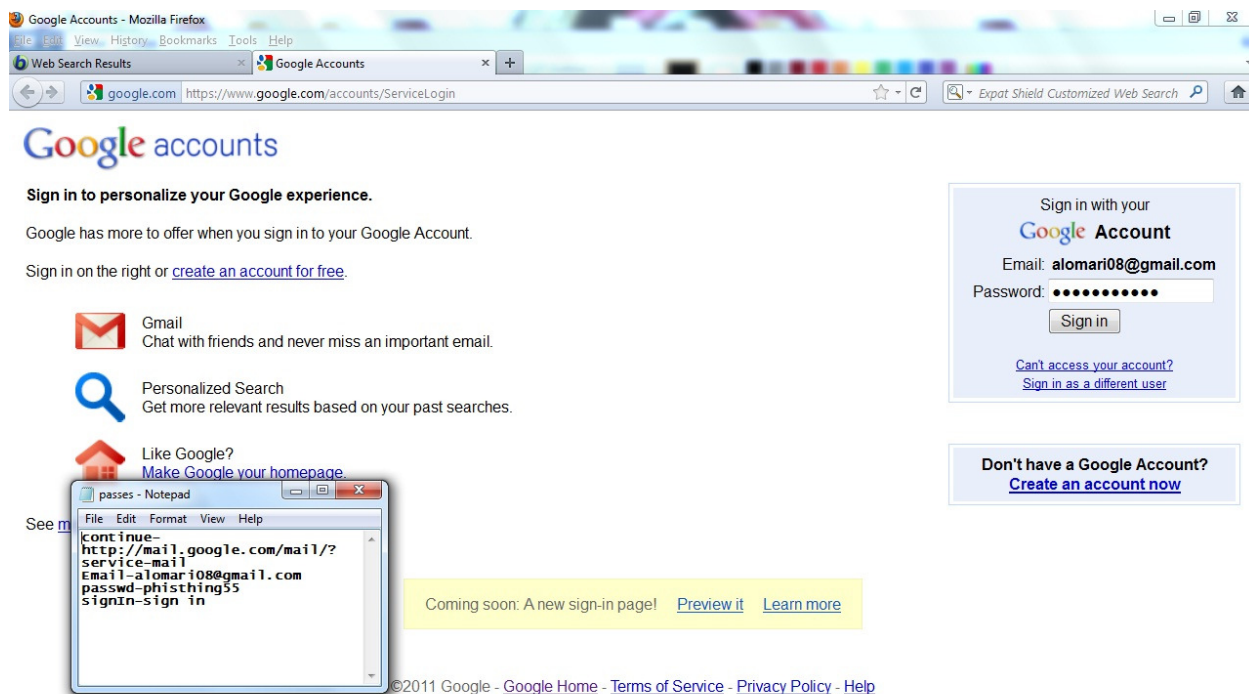 Google Accounts - Mozilla Firefox
File Edit View History Bookmarks Tools Help
Web Search Results Google Accounts
google.com https://www.google.com/accounts/ServiceLogin Expat Shield Customized Web Search
Google accounts
Sign in to personalize your Google experience.
Google has more to offer when you sign in to your Google Account.
Sign in on the right or create an account for free.
Gmail
Chat with friends and never miss an important email.
Personalized Search
Get more relevant results based on your past searches.
Like Google?
Make Google your homepage.
See
Sign in with your
Google Account
Email: alomari08@gmail.com
Password: •••••••••••
Sign in
Can't access your account?
Sign in as a different user
Don't have a Google Account?
Create an account now
passes - Notepad
File Edit Format View Help
continue-
http://mail.google.com/mail/?
service-mail
Email-alomari08@gmail.com
passwd-phisthing55
signIn-sign in
Coming soon: A new sign-in page! Preview it Learn more
©2011 Google - Google Home - Terms of Service - Privacy Policy - Help